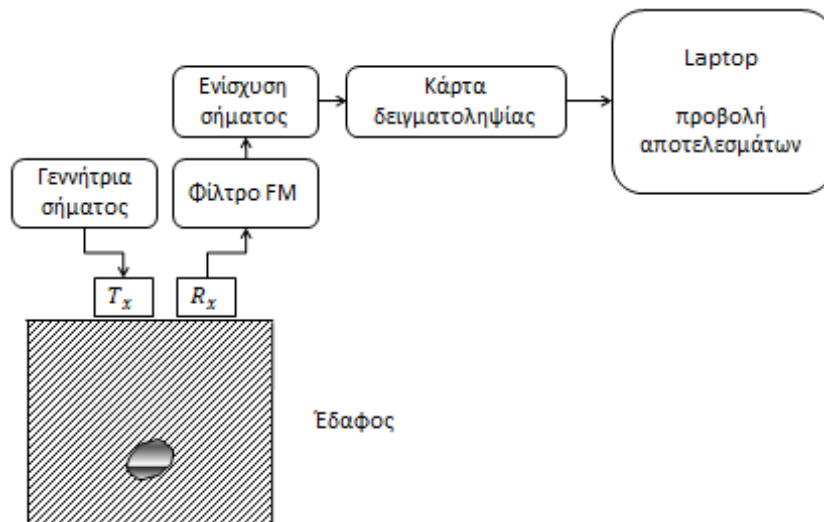 Laptop
προβολή
αποτελεσμάτων
Ενίσχυση
σήματος
Κάρτα
δειγματοληψίας
Γεννήτρια
σήματος
Φίλτρο FM
Tₓ
Rₓ
Έδαφος